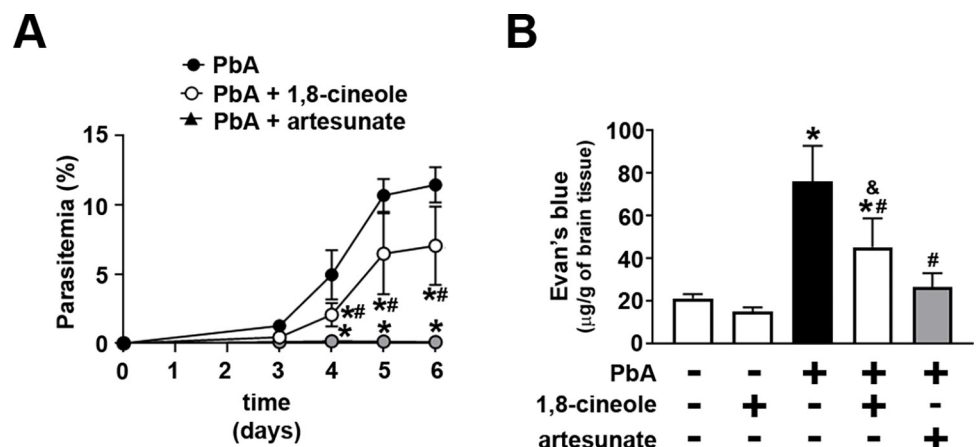 A
PbA
PbA + 1,8-cineole
PbA + artesunate
Parasitemia (%)
15
10
5
0
*#
*#
*#
*
*
*
0 1 2 3 4 5 6
time
(days)
B
Evan's blue
(μg/g of brain tissue)
100
80
60
40
20
0
*
&
*#
#
PbA - - + + +
1,8-cineole - + - + -
artesunate - - - - +